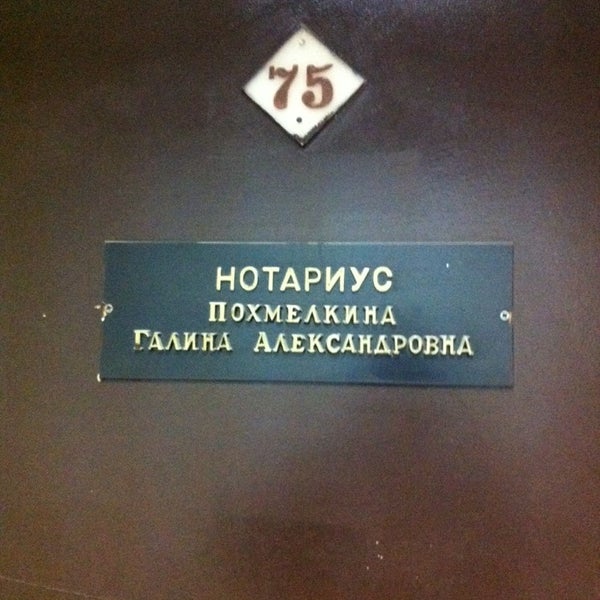 75
НОТАРИУС
ПОХМЕЛКИНА
ГАЛИНА АЛЕКСАНДРОВНА